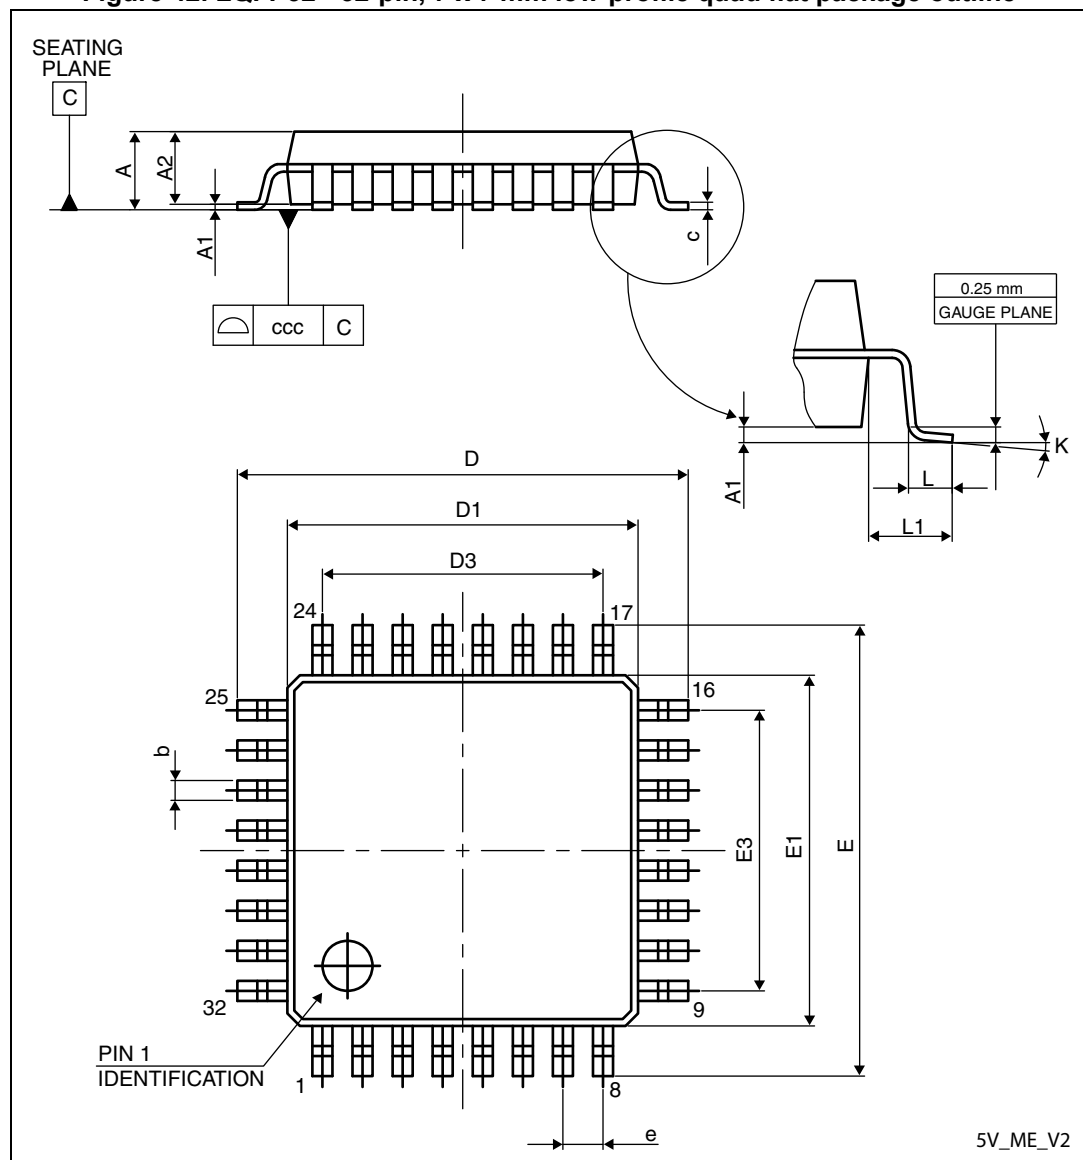 SEATING
PLANE
C
A
A2
A1
c
ccc
C
0.25 mm
GAUGE PLANE
K
A1
L
L1
D
D1
D3
24
17
25
16
b
E3
E1
E
32
9
PIN 1
IDENTIFICATION
1
8
e
5V_ME_V2